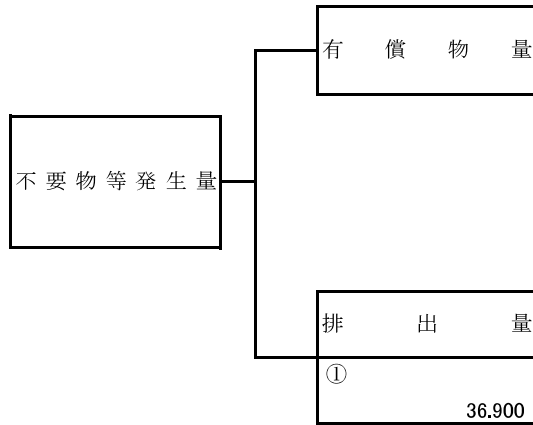 有償物量
不要物等発生量
排出量
①
36.900